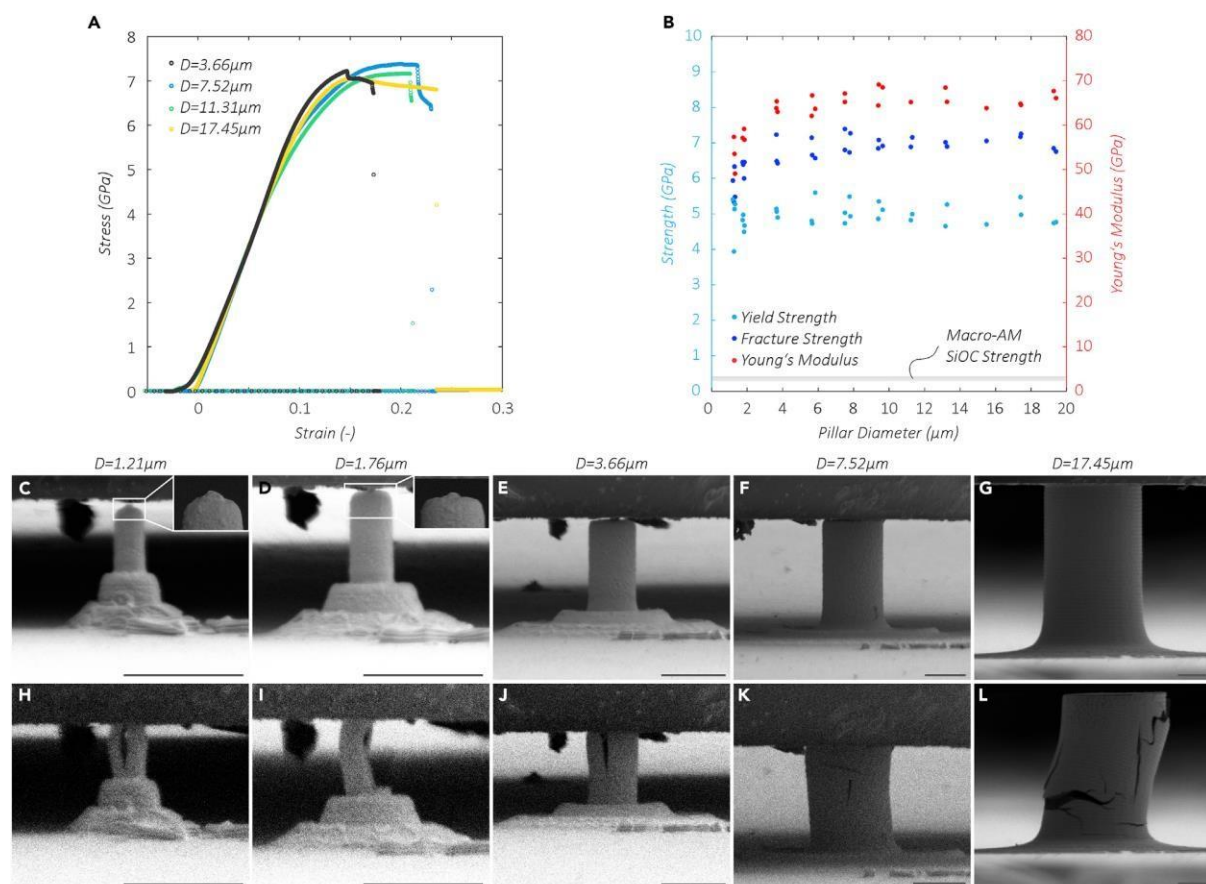 A
8
7
6
5
4
3
2
1
0
Stress (GPa)
D=3.66µm
D=7.52µm
D=11.31µm
D=17.45µm
0
0.1
0.2
0.3
Strain (-)
B
10
9
8
7
6
5
4
3
2
1
0
Strength (GPa)
80
70
60
50
40
30
20
10
0
Young's Modulus (GPa)
Yield Strength
Fracture Strength
Young's Modulus
Macro-AM
SiOC Strength
0 2 4 6 8 10 12 14 16 18 20
Pillar Diameter (µm)
D=1.21µm
D=1.76µm
D=3.66µm
D=7.52µm
D=17.45µm
C
D
E
F
G
H
I
J
K
L